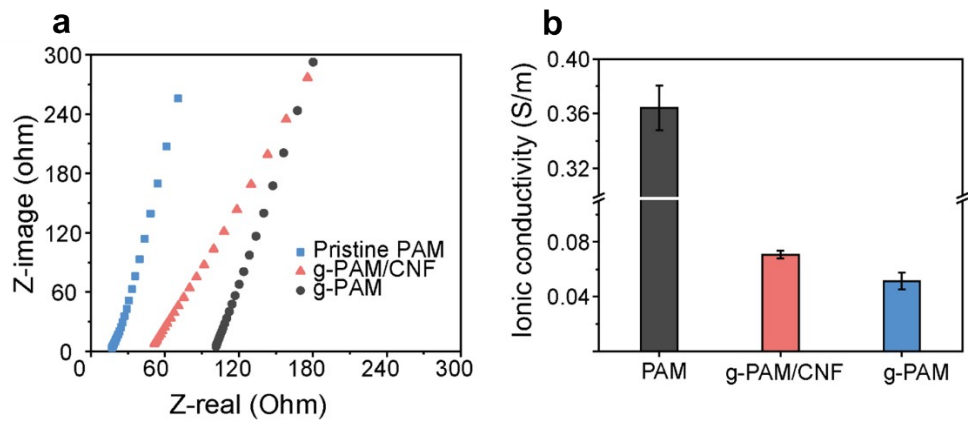 a
Z-image (ohm)
300
240
180
120
60
0
0
60
120
180
240
300
Z-real (Ohm)
Pristine PAM
g-PAM/CNF
g-PAM
b
Ionic conductivity (S/m)
0.40
0.36
0.32
0.08
0.04
PAM
g-PAM/CNF
g-PAM